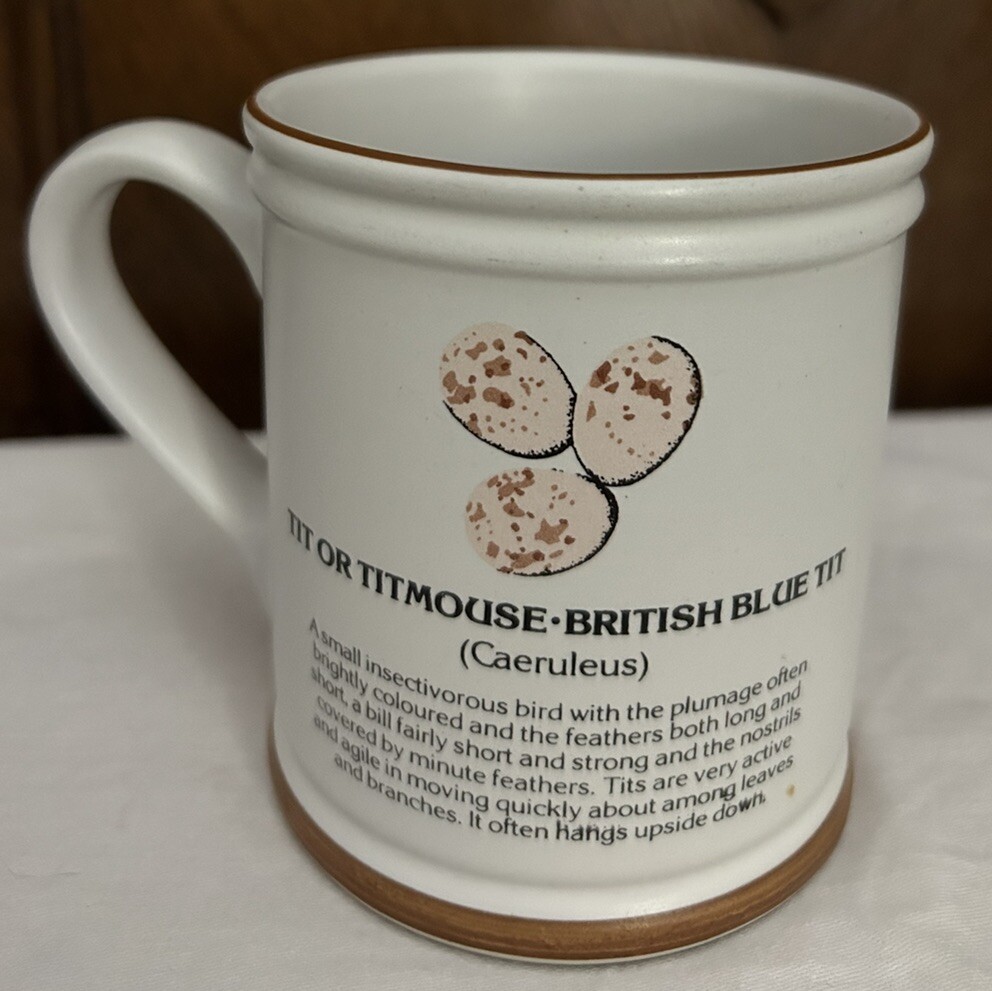 TIT OR TITMOUSE·BRITISH BLUE TIT
(Caeruleus)
A small insectivorous bird with the plumage often
brightly coloured and the feathers both long and
short, a bill fairly short and strong and the nostrils
covered by minute feathers. Tits are very active
and agile in moving quickly about among leaves
and branches. It often hangs upside down.